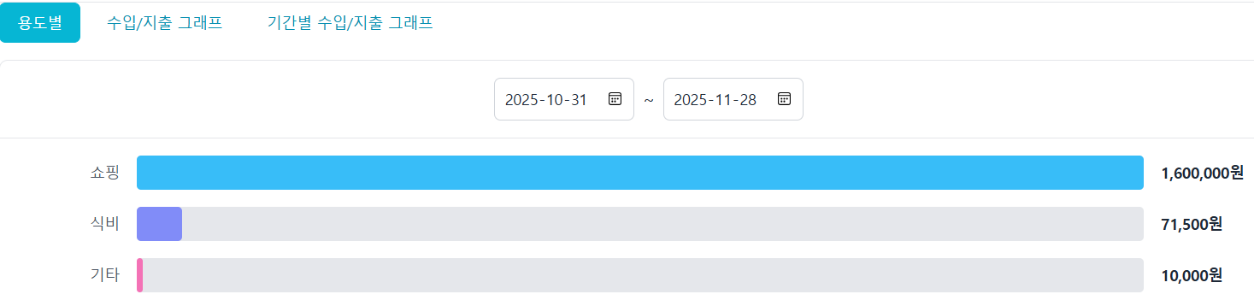 용도별 수입/지출 그래프 기간별 수입/지출 그래프
2025-10-31 ~ 2025-11-28
쇼핑 1,600,000원
식비 71,500원
기타 10,000원